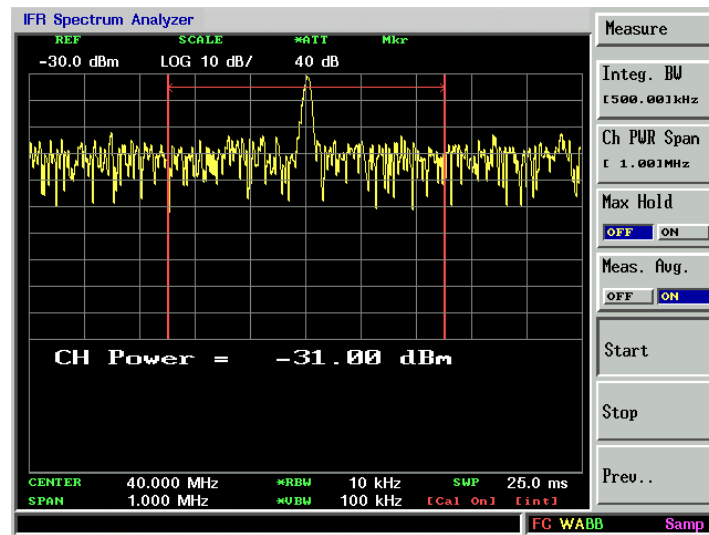 IFR Spectrum Analyzer
REF SCALE *ATT Mkr
-30.0 dBm LOG 10 dB/ 40 dB
CH Power = -31.00 dBm
CENTER 40.000 MHz *RBW 10 kHz SWP 25.0 ms
SPAN 1.000 MHz *VBW 100 kHz [Cal On] [int]
FC WABB Samp
Measure
Integ. BW
[500.00]kHz
Ch PWR Span
[ 1.00]MHz
Max Hold
OFF ON
Meas. Avg.
OFF ON
Start
Stop
Prev..